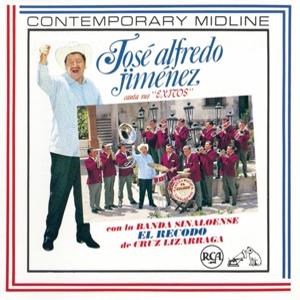 CONTEMPORARY MIDLINE
José alfredo
jiménez
canta sus "EXITOS"
con la BANDA SINALOENSE
EL RECODO
de CRUZ LIZARRAGA
RCA